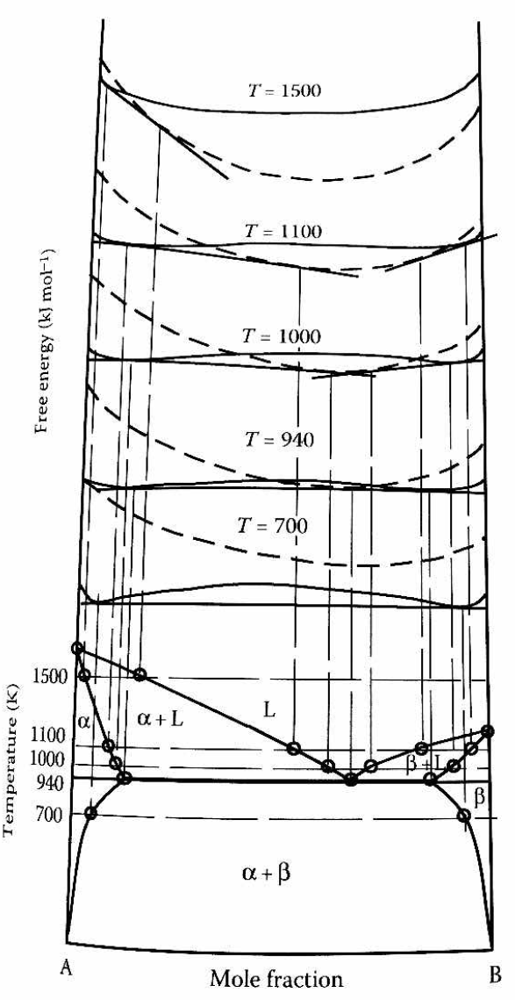 T = 1500
T = 1100
T = 1000
T = 940
T = 700
Free energy (kJ mol⁻¹)
1500
1100
1000
940
700
Temperature (K)
α
α + L
L
β + L
β
α + β
A
Mole fraction
B